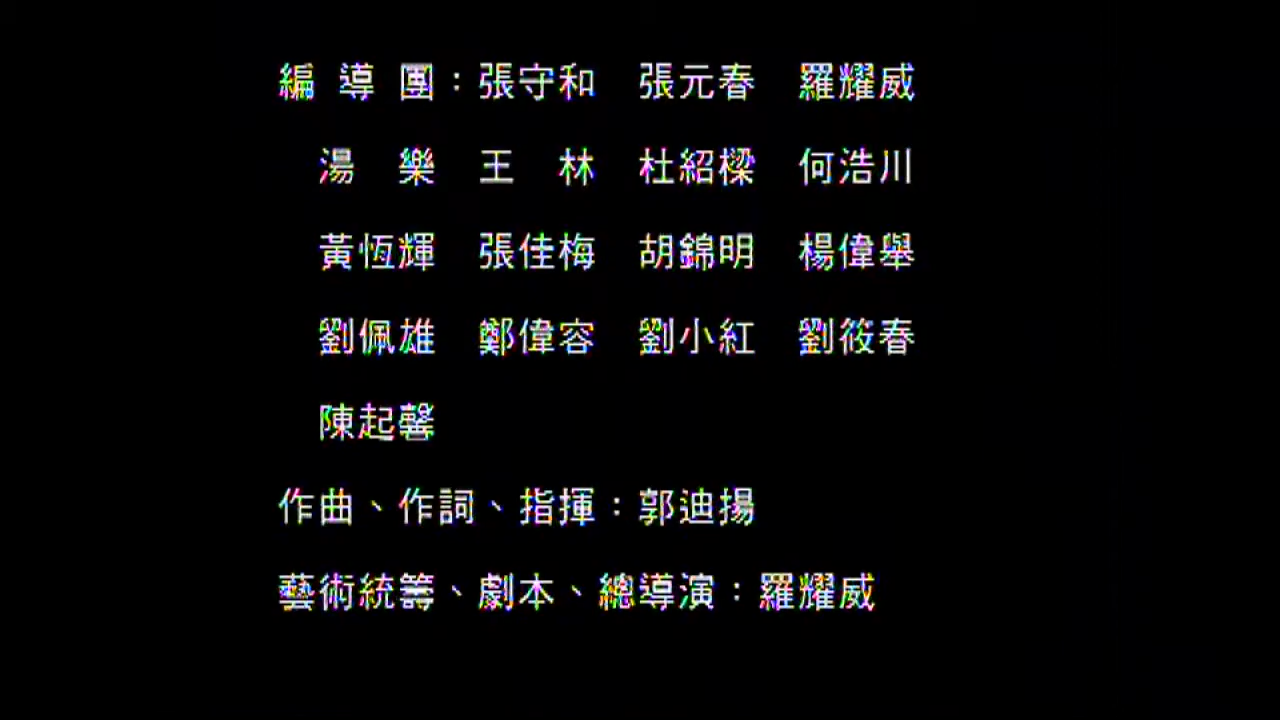 編 導 團：張守和　張元春　羅耀威
湯　樂　王　林　杜紹樑　何浩川
黃恆輝　張佳梅　胡錦明　楊偉舉
劉佩雄　鄭偉容　劉小紅　劉筱春
陳起馨
作曲、作詞、指揮：郭迪揚
藝術統籌、劇本、總導演：羅耀威